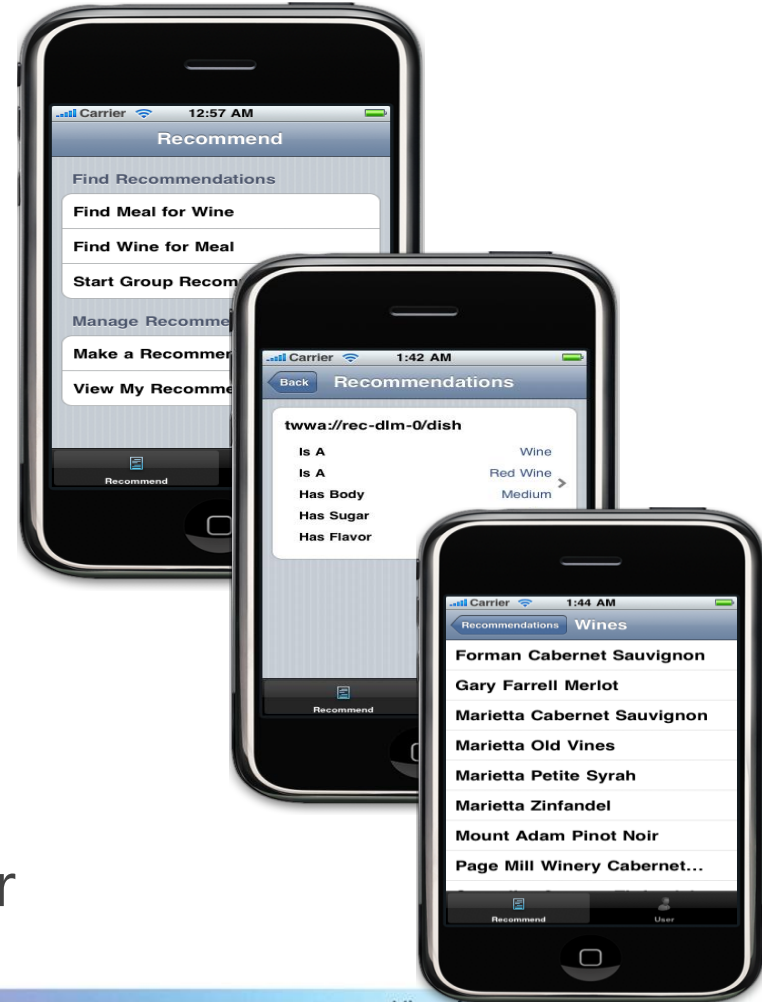 Carrier 12:57 AM
Recommend
Find Recommendations
Find Meal for Wine
Find Wine for Meal
Start Group Recom
Manage Recomme
Make a Recommen
View My Recomme
Recommend
Carrier 1:42 AM
Back Recommendations
twwa://rec-dlm-0/dish
Is A Wine
Is A Red Wine
Has Body Medium
Has Sugar
Has Flavor
Recommend
Carrier 1:44 AM
Recommendations Wines
Forman Cabernet Sauvignon
Gary Farrell Merlot
Marietta Cabernet Sauvignon
Marietta Old Vines
Marietta Petite Syrah
Marietta Zinfandel
Mount Adam Pinot Noir
Page Mill Winery Cabernet...
Recommend User
r